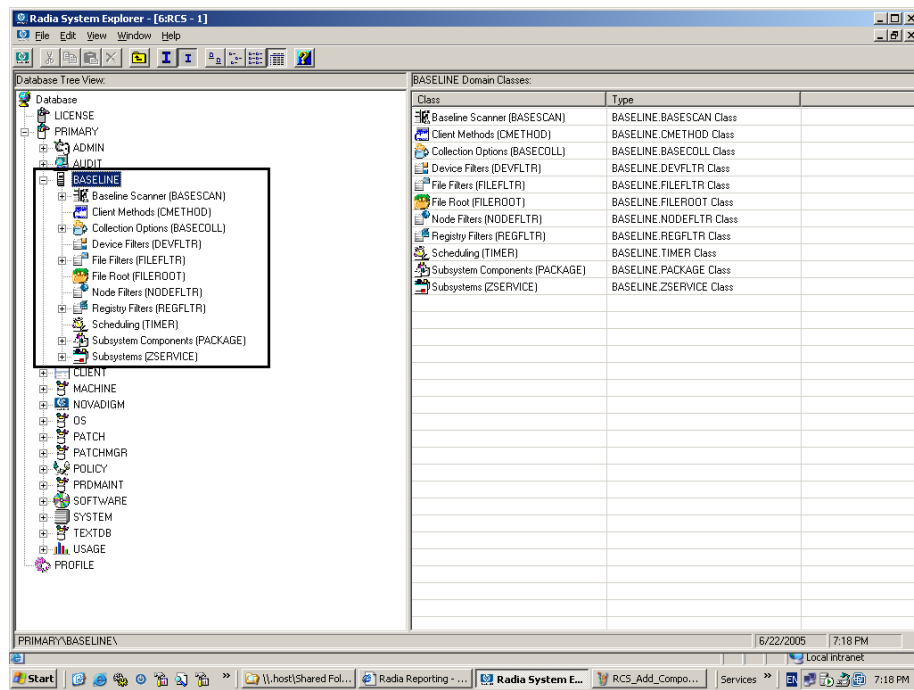 Radia System Explorer - [6:RCS - 1]
File Edit View Window Help
Database Tree View:
Database
LICENSE
PRIMARY
ADMIN
AUDIT
BASELINE
Baseline Scanner (BASESCAN)
Client Methods (CMETHOD)
Collection Options (BASECOLL)
Device Filters (DEVFLTR)
File Filters (FILEFLTR)
File Root (FILEROOT)
Node Filters (NODEFLTR)
Registry Filters (REGFLTR)
Scheduling (TIMER)
Subsystem Components (PACKAGE)
Subsystems (ZSERVICE)
CLIENT
MACHINE
NOVADIGM
OS
PATCH
PATCHMGR
POLICY
PRDMAINT
SOFTWARE
SYSTEM
TEXTDB
USAGE
PROFILE
BASELINE Domain Classes:
Class Type
Baseline Scanner (BASESCAN) BASELINE.BASESCAN Class
Client Methods (CMETHOD) BASELINE.CMETHOD Class
Collection Options (BASECOLL) BASELINE.BASECOLL Class
Device Filters (DEVFLTR) BASELINE.DEVFLTR Class
File Filters (FILEFLTR) BASELINE.FILEFLTR Class
File Root (FILEROOT) BASELINE.FILEROOT Class
Node Filters (NODEFLTR) BASELINE.NODEFLTR Class
Registry Filters (REGFLTR) BASELINE.REGFLTR Class
Scheduling (TIMER) BASELINE.TIMER Class
Subsystem Components (PACKAGE) BASELINE.PACKAGE Class
Subsystems (ZSERVICE) BASELINE.ZSERVICE Class
PRIMARY\BASELINE\ 6/22/2005 7:18 PM
Local intranet
Start » \\.host\Shared Fol... Radia Reporting - ... Radia System E... RCS_Add_Compo... Services » EN 7:18 PM